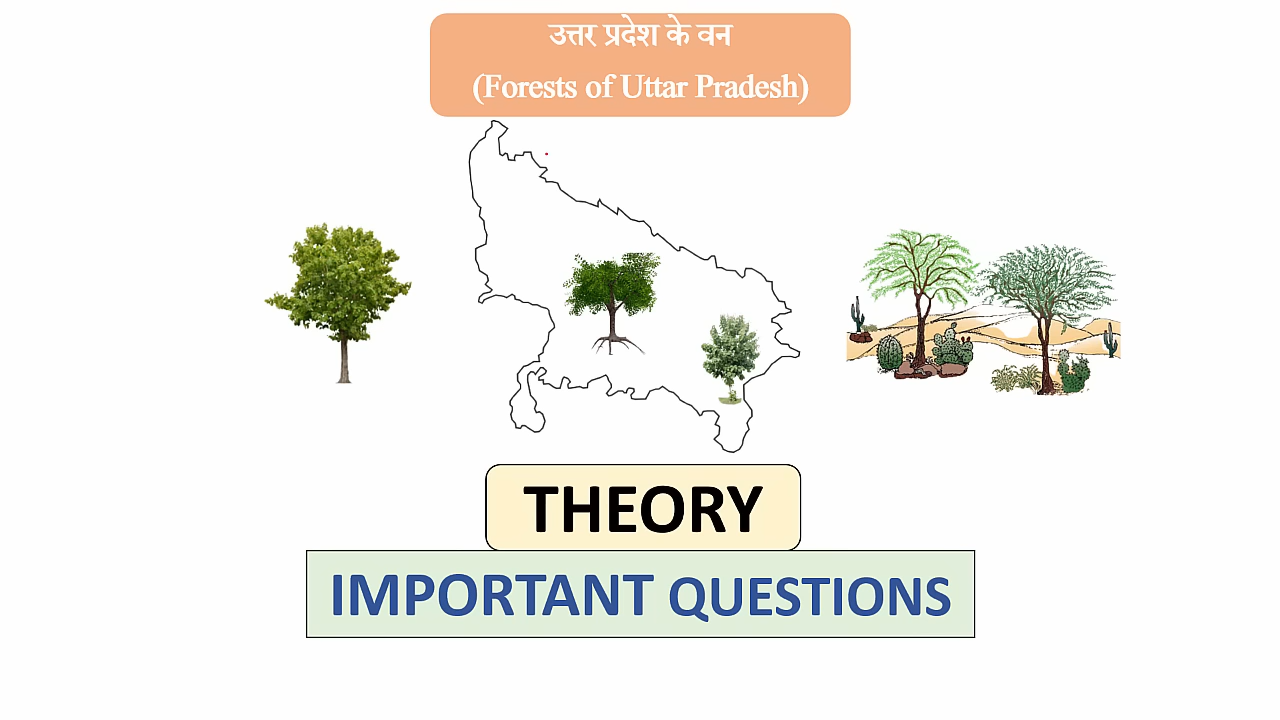 उत्तर प्रदेश के वन
(Forests of Uttar Pradesh)
THEORY
IMPORTANT QUESTIONS